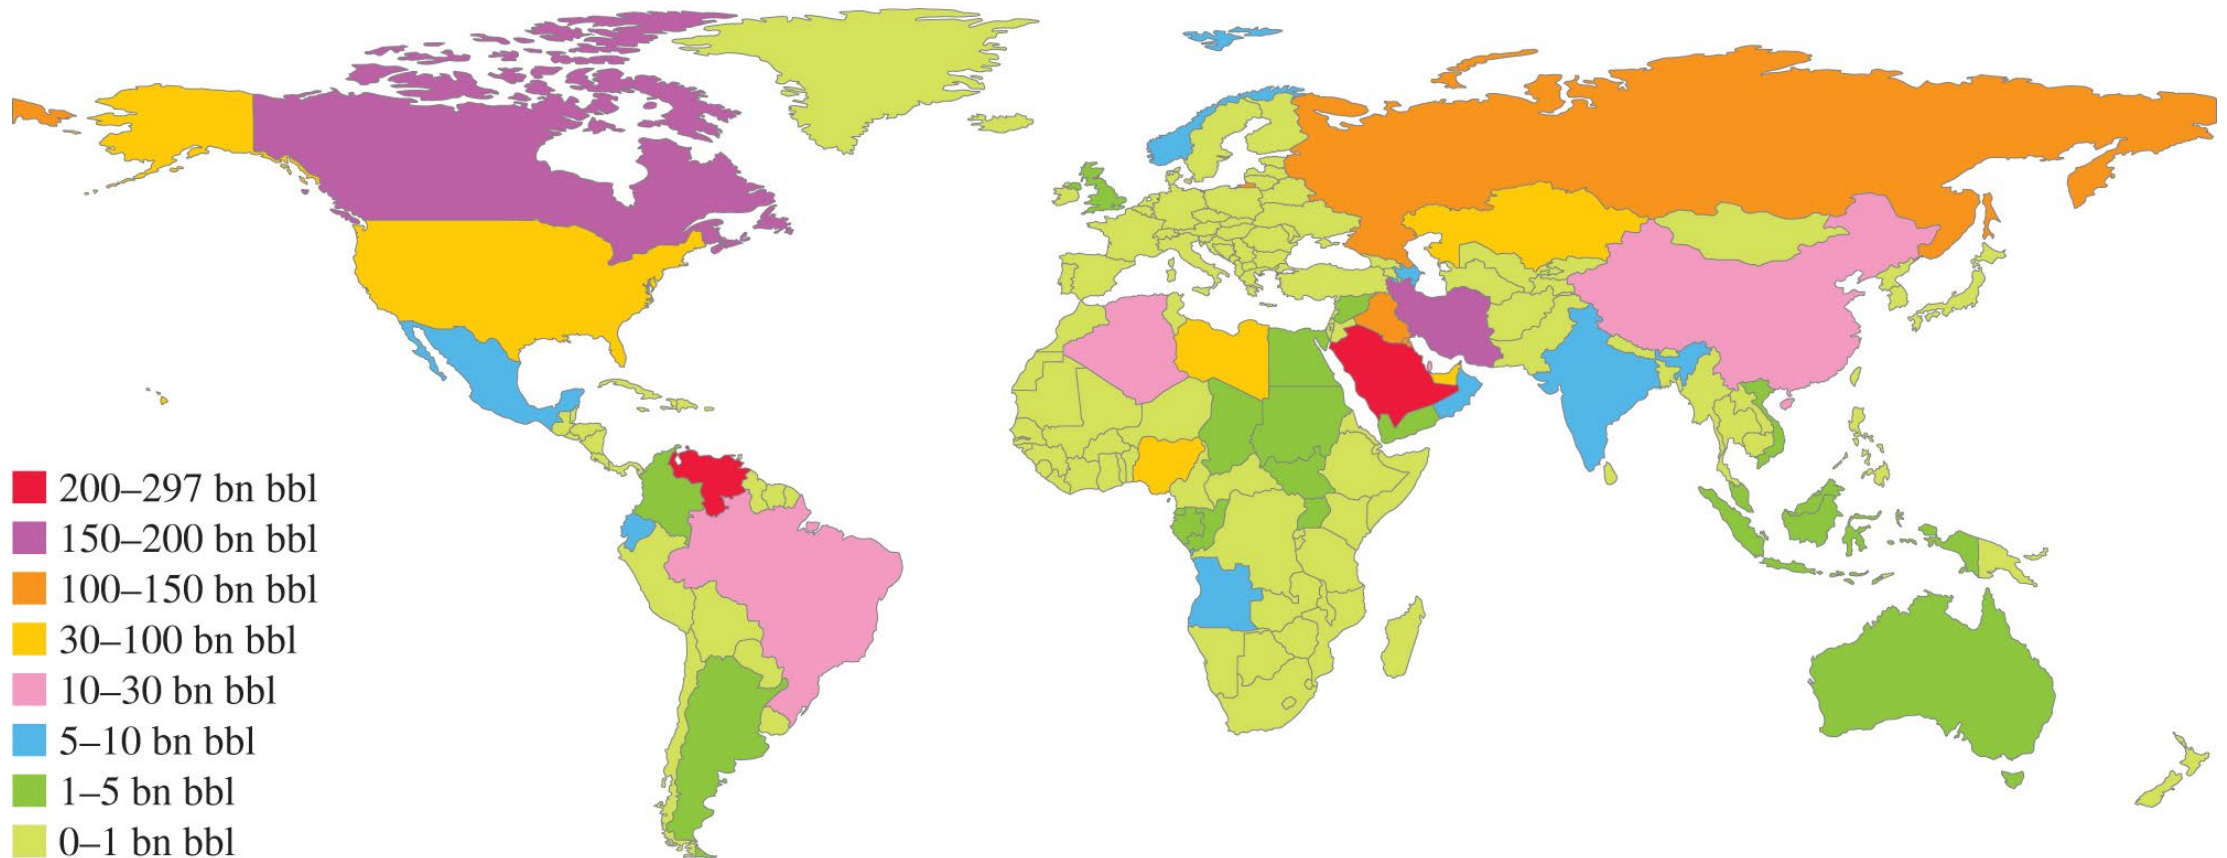 200–297 bn bbl
150–200 bn bbl
100–150 bn bbl
30–100 bn bbl
10–30 bn bbl
5–10 bn bbl
1–5 bn bbl
0–1 bn bbl